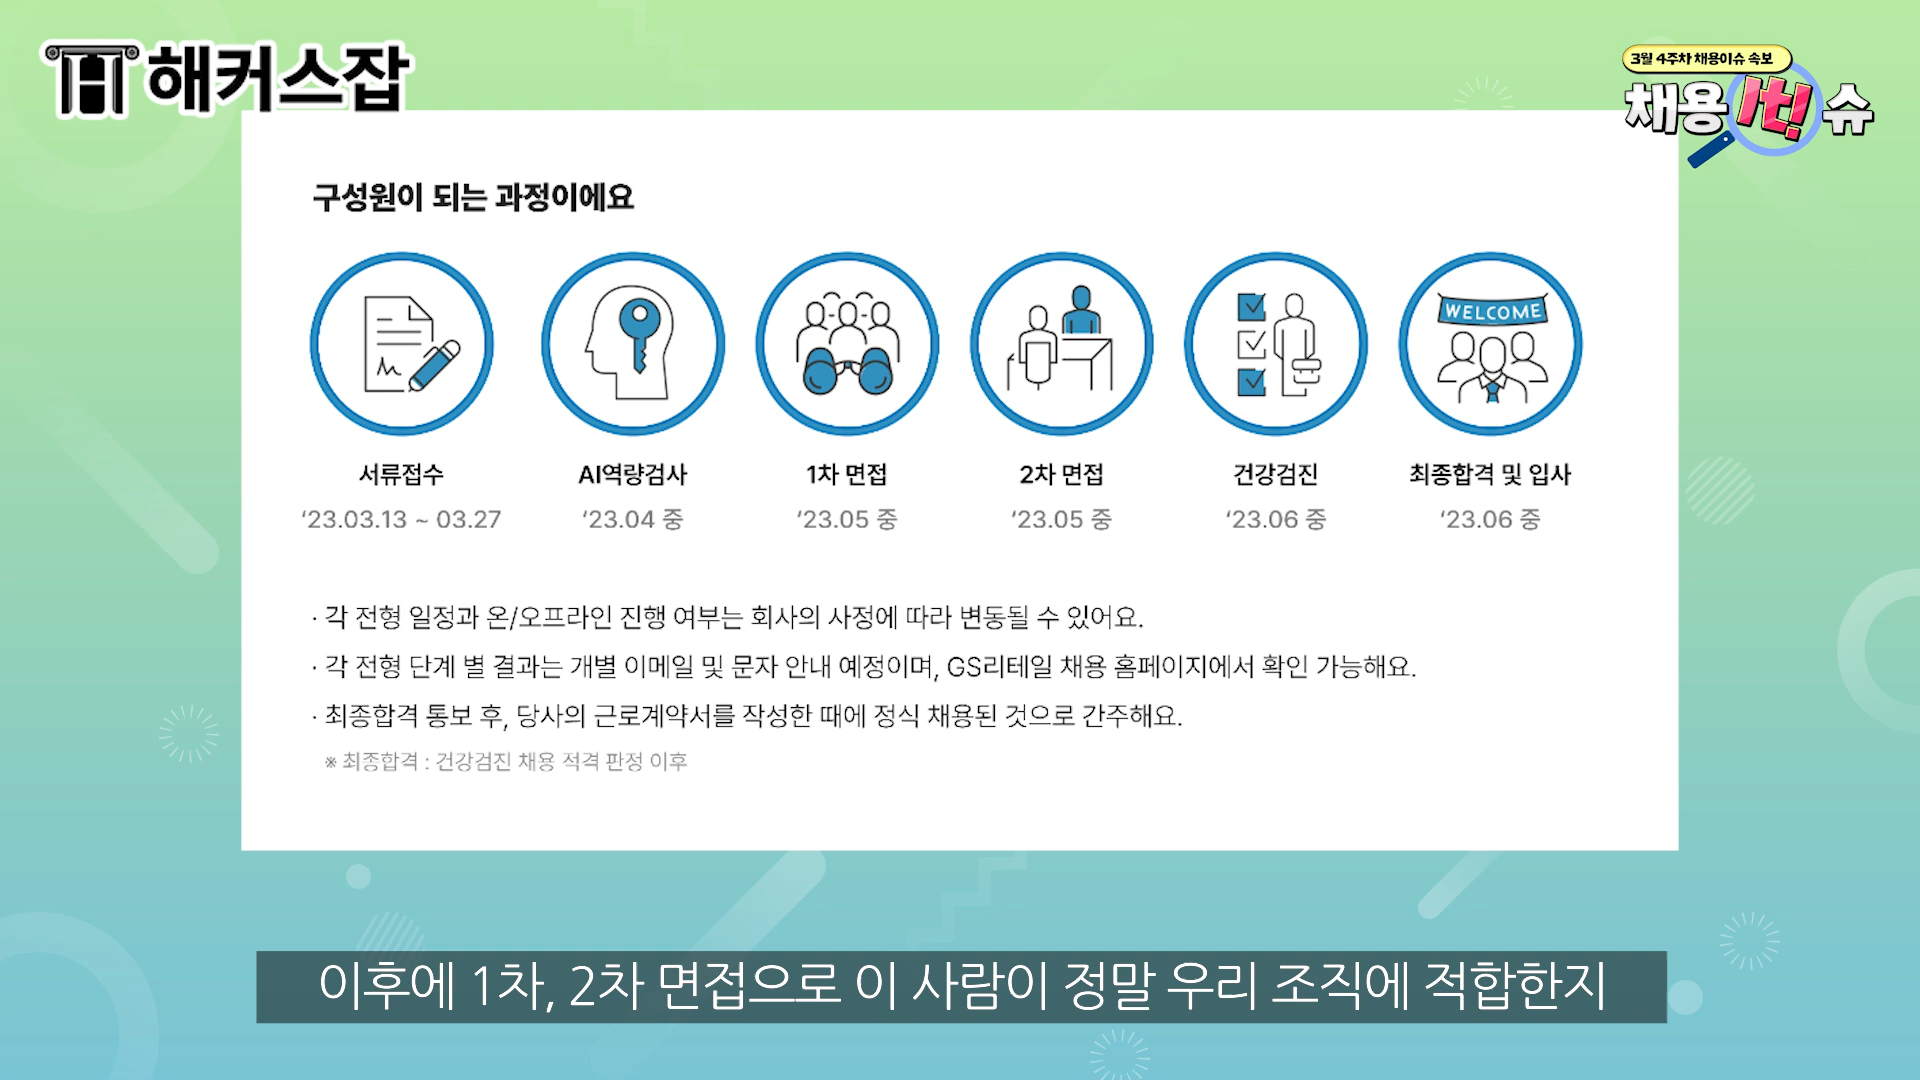 해커스잡
3월 4주차 채용이슈 속보
채용 잇! 슈
구성원이 되는 과정이에요
WELCOME
서류접수
AI역량검사
1차 면접
2차 면접
건강검진
최종합격 및 입사
‘23.03.13 ~ 03.27
‘23.04 중
‘23.05 중
‘23.05 중
‘23.06 중
‘23.06 중
· 각 전형 일정과 온/오프라인 진행 여부는 회사의 사정에 따라 변동될 수 있어요.
· 각 전형 단계 별 결과는 개별 이메일 및 문자 안내 예정이며, GS리테일 채용 홈페이지에서 확인 가능해요.
· 최종합격 통보 후, 당사의 근로계약서를 작성한 때에 정식 채용된 것으로 간주해요.
※ 최종합격 : 건강검진 채용 적격 판정 이후
이후에 1차, 2차 면접으로 이 사람이 정말 우리 조직에 적합한지